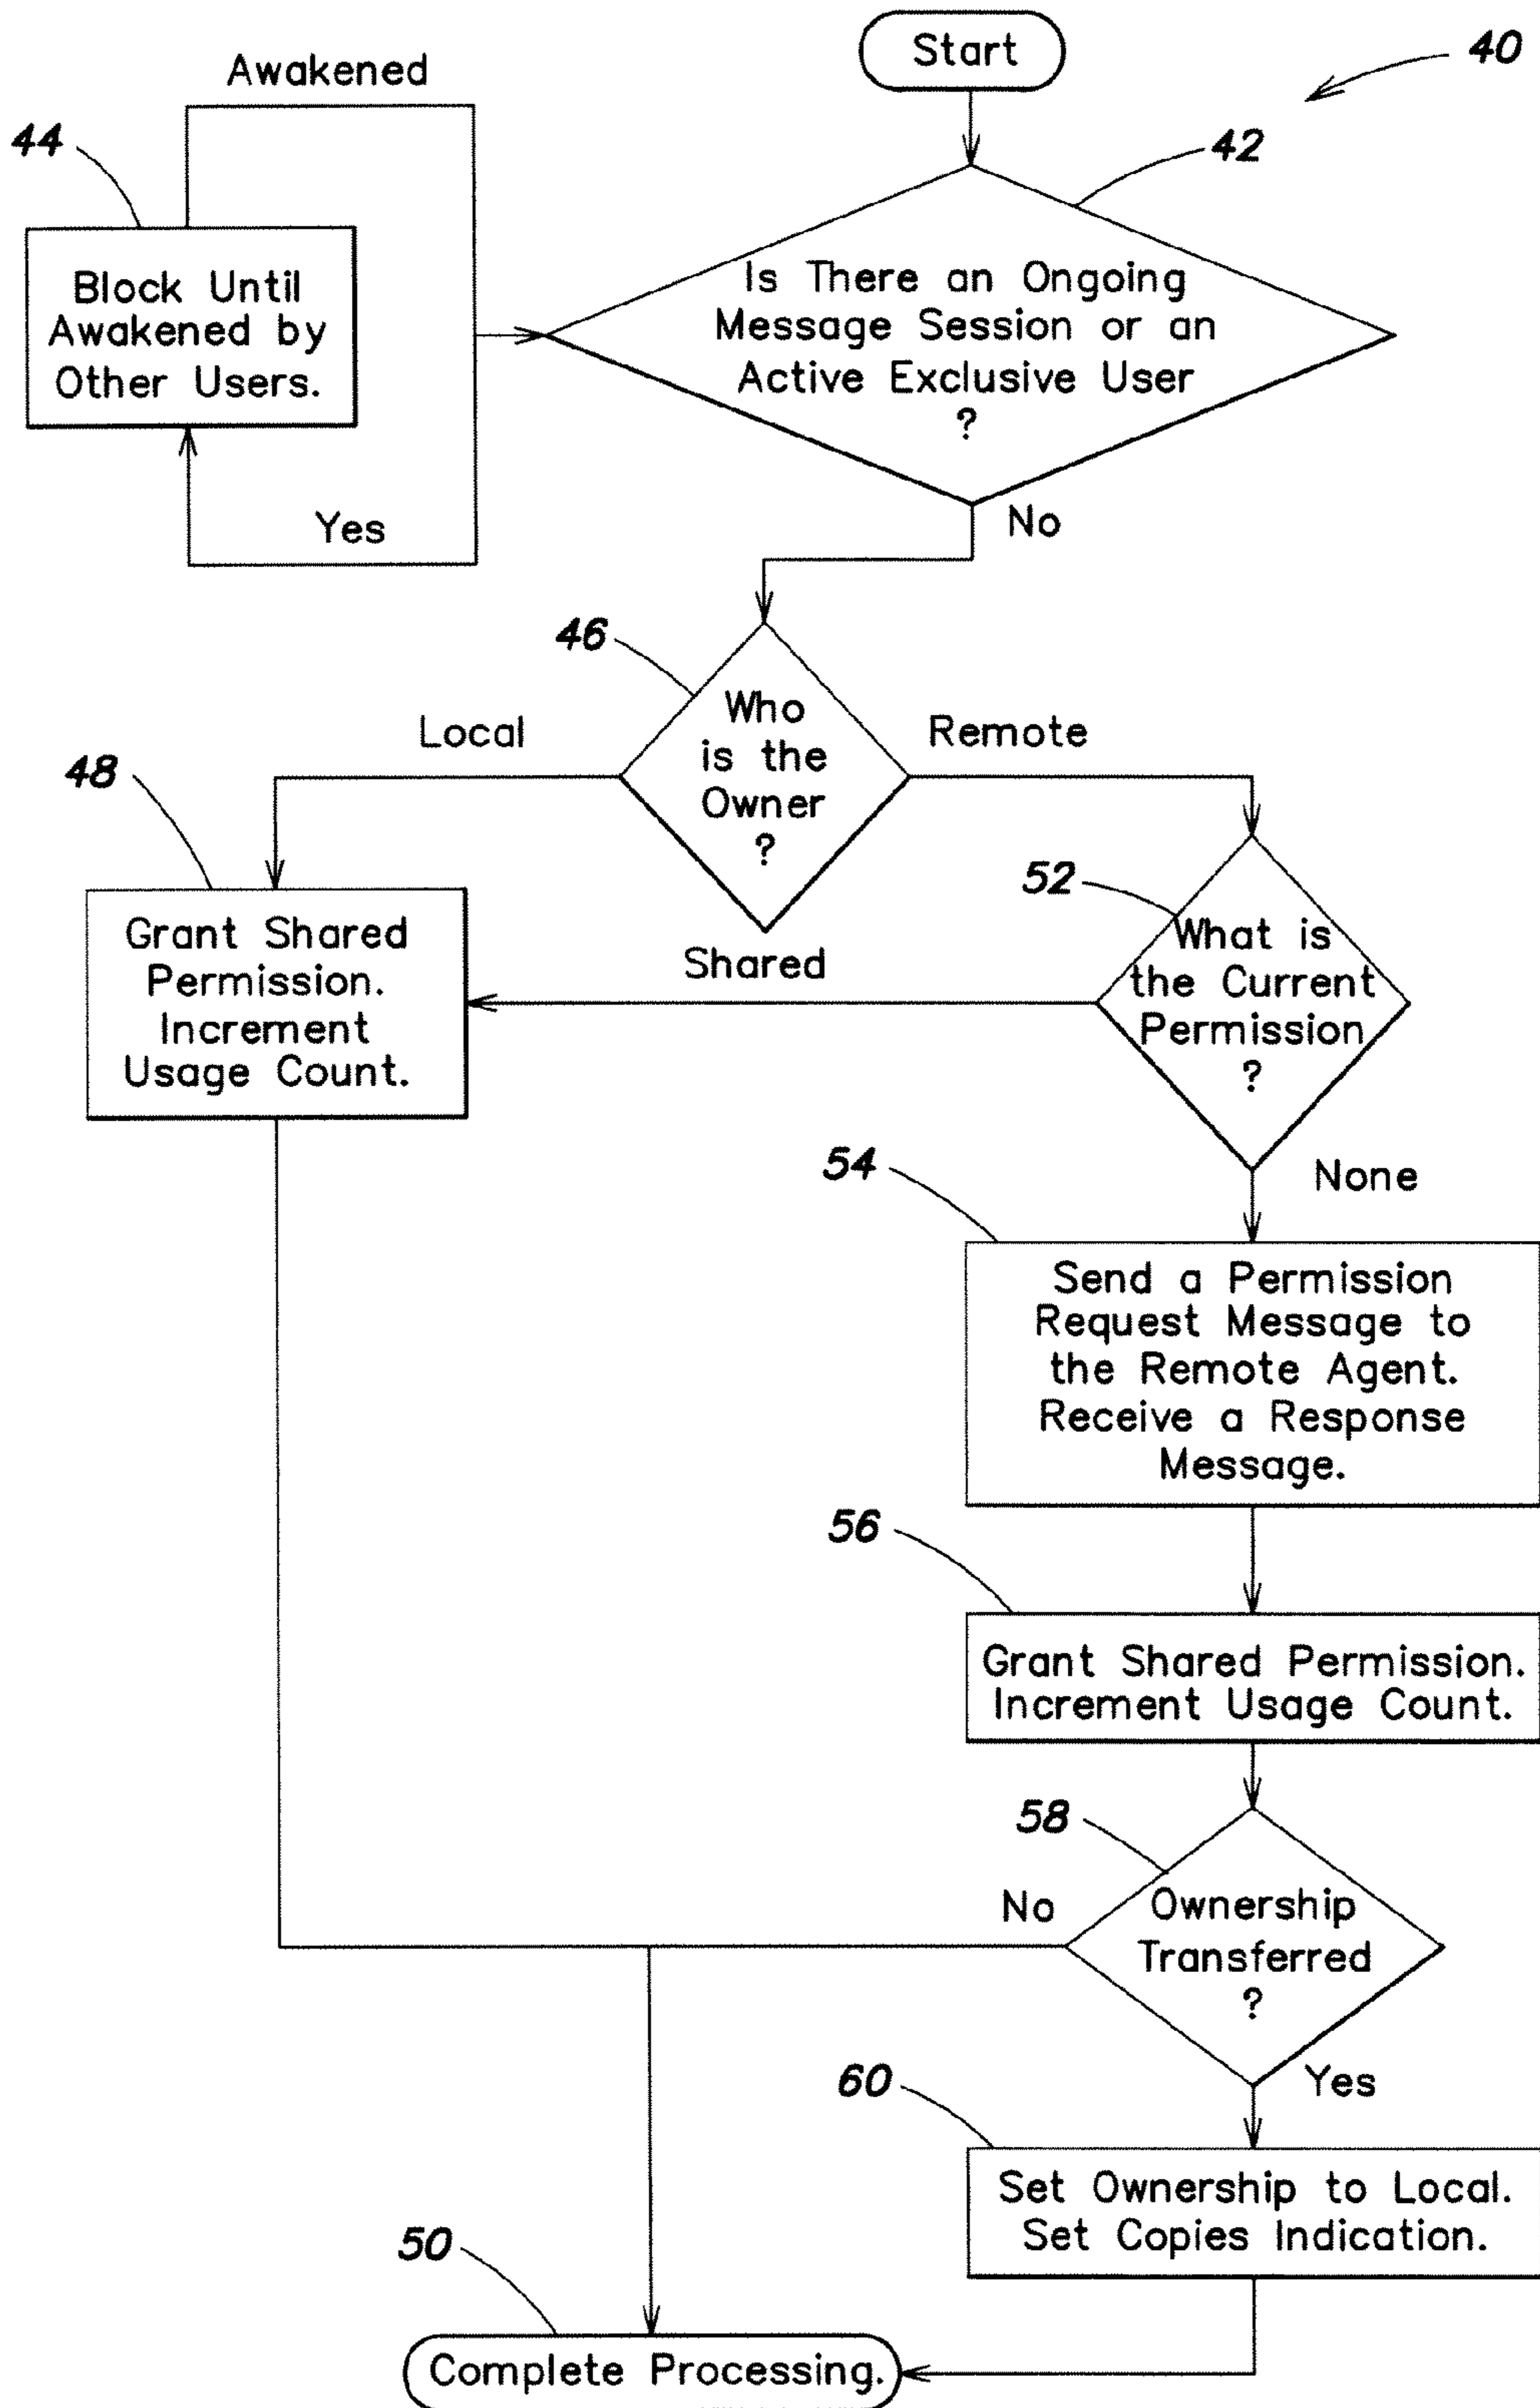 Start
40
Awakened
44
42
Block Until
Awakened by
Other Users.
Is There an Ongoing
Message Session or an
Active Exclusive User
?
Yes
No
46
Who
is the
Owner
?
Local
Remote
48
52
Grant Shared
Permission.
Increment
Usage Count.
Shared
What is
the Current
Permission
?
None
54
Send a Permission
Request Message to
the Remote Agent.
Receive a Response
Message.
56
Grant Shared Permission.
Increment Usage Count.
58
No
Ownership
Transferred
?
Yes
60
Set Ownership to Local.
Set Copies Indication.
50
Complete Processing.